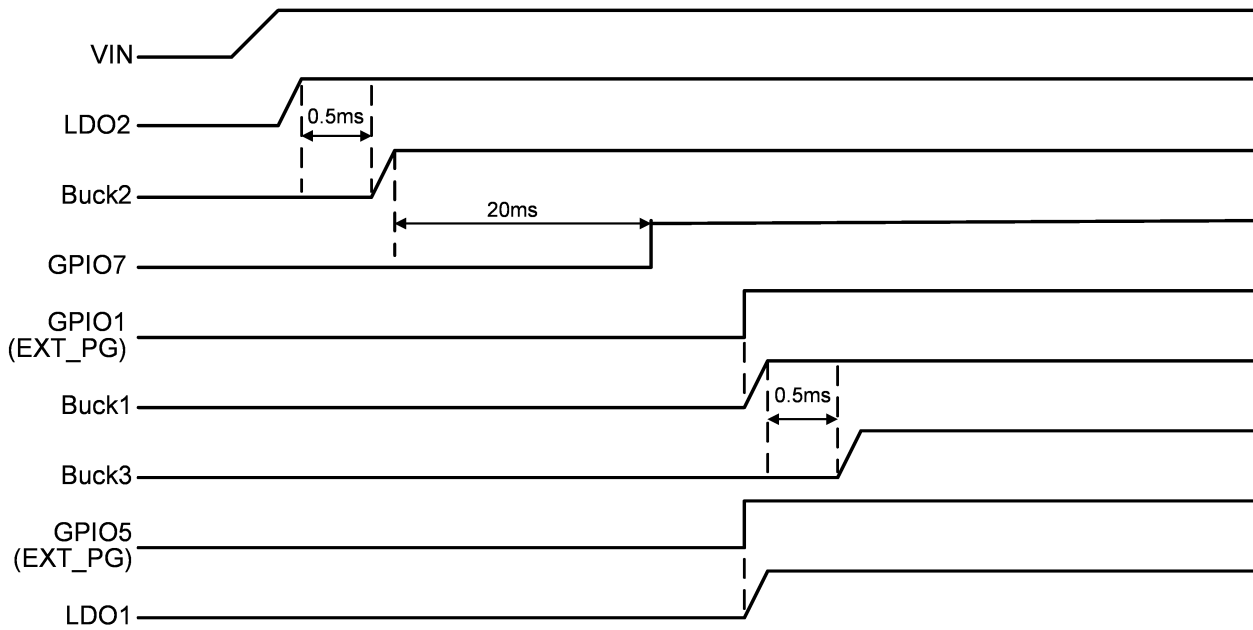 VIN
LDO2
0.5ms
Buck2
20ms
GPIO7
GPIO1
(EXT_PG)
Buck1
0.5ms
Buck3
GPIO5
(EXT_PG)
LDO1